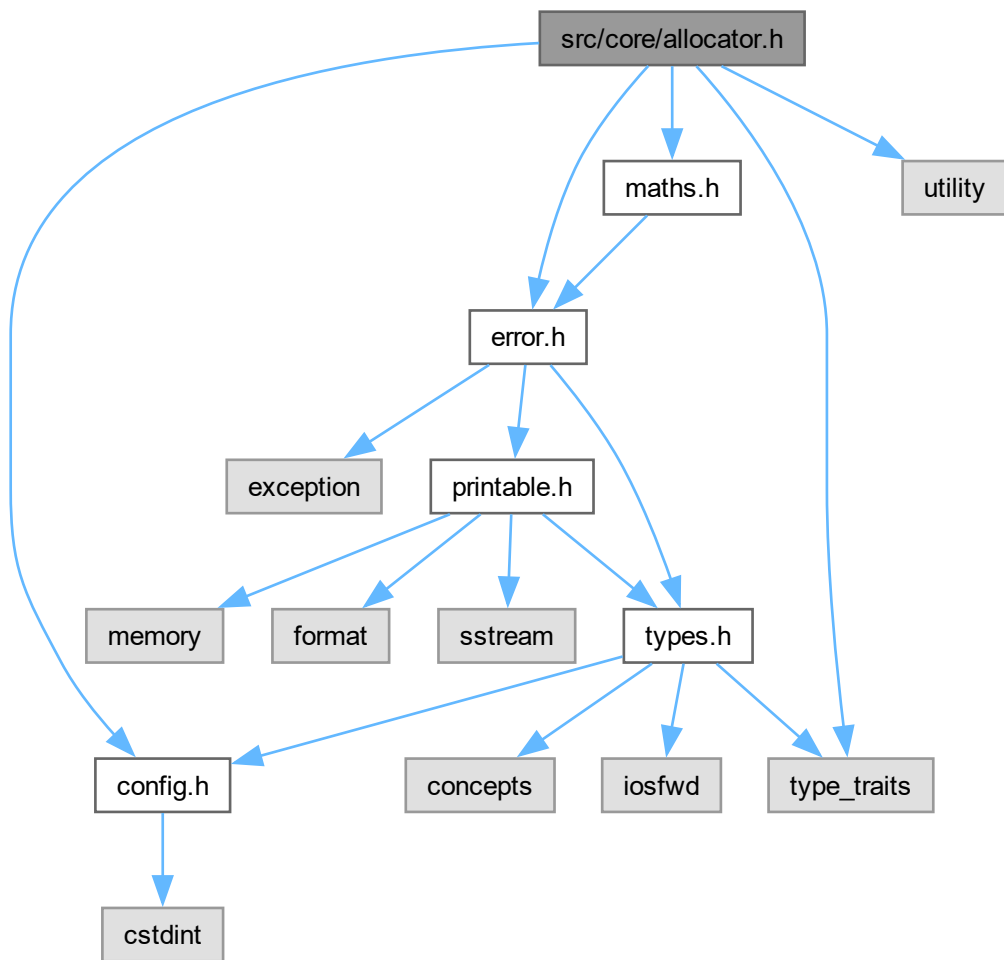 src/core/allocator.h
maths.h
utility
error.h
exception
printable.h
memory
format
sstream
types.h
config.h
concepts
iosfwd
type_traits
cstdint